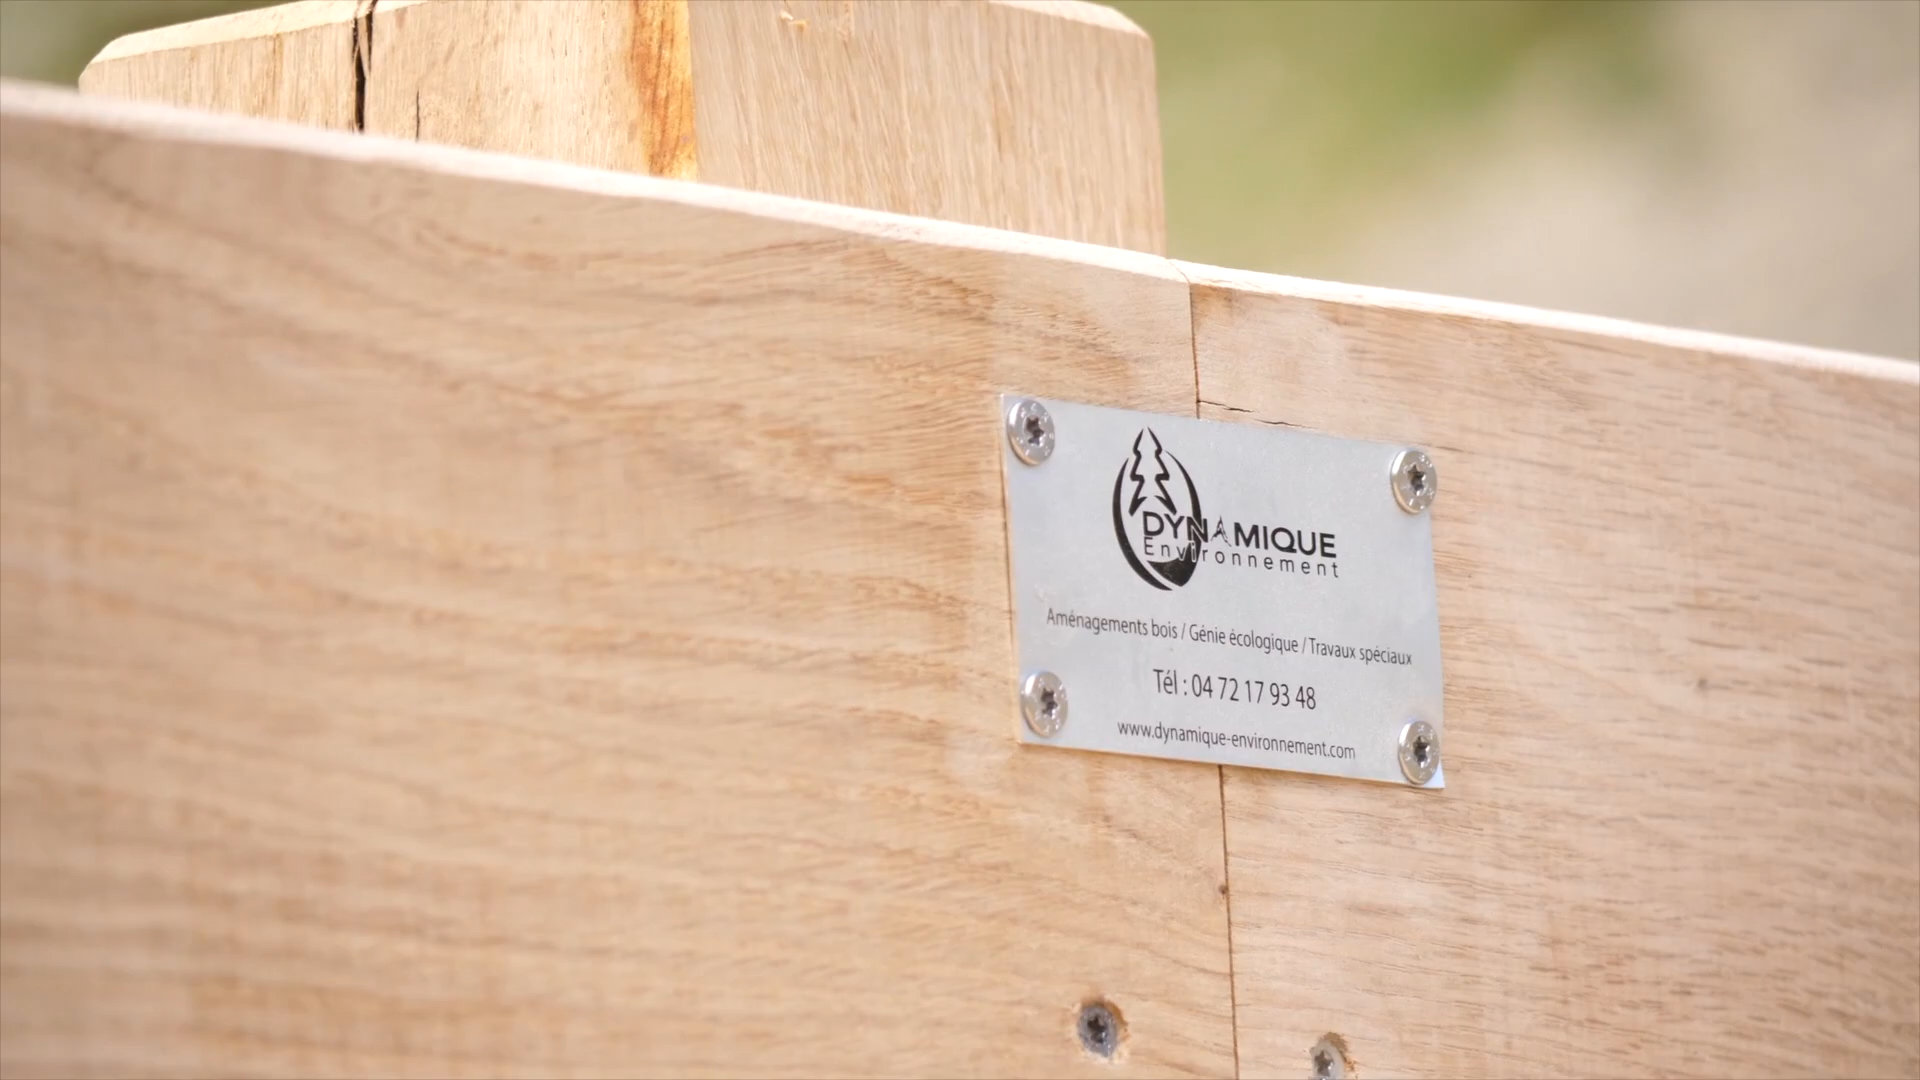 DYNAMIQUE
Environnement
Aménagements bois / Génie écologique / Travaux spéciaux
Tél : 04 72 17 93 48
www.dynamique-environnement.com